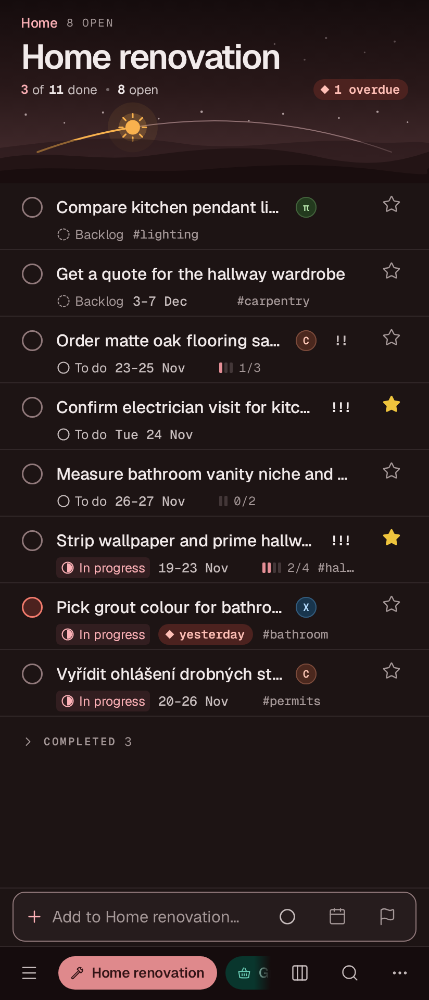 Home 8 OPEN
Home renovation
3 of 11 done • 8 open
1 overdue
Compare kitchen pendant li… π
Backlog #lighting
Get a quote for the hallway wardrobe
Backlog 3–7 Dec #carpentry
Order matte oak flooring sa… C !!
To do 23–25 Nov 1/3
Confirm electrician visit for kitc… !!!
To do Tue 24 Nov
Measure bathroom vanity niche and …
To do 26–27 Nov 0/2
Strip wallpaper and prime hallw… !!!
In progress 19–23 Nov 2/4 #hal…
Pick grout colour for bathro… X
In progress yesterday #bathroom
Vyřídit ohlášení drobných st… C
In progress 20–26 Nov #permits
COMPLETED 3
Add to Home renovation…
Home renovation G